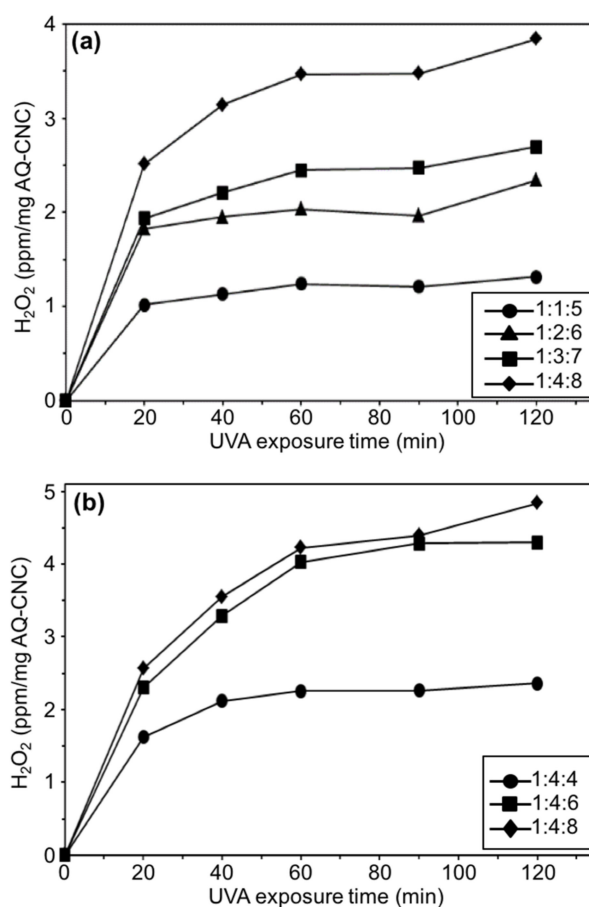 (a)
H₂O₂ (ppm/mg AQ-CNC)
4
3
2
1
0
0 20 40 60 80 100 120
UVA exposure time (min)
1:1:5
1:2:6
1:3:7
1:4:8
(b)
H₂O₂ (ppm/mg AQ-CNC)
5
4
3
2
1
0
0 20 40 60 80 100 120
UVA exposure time (min)
1:4:4
1:4:6
1:4:8